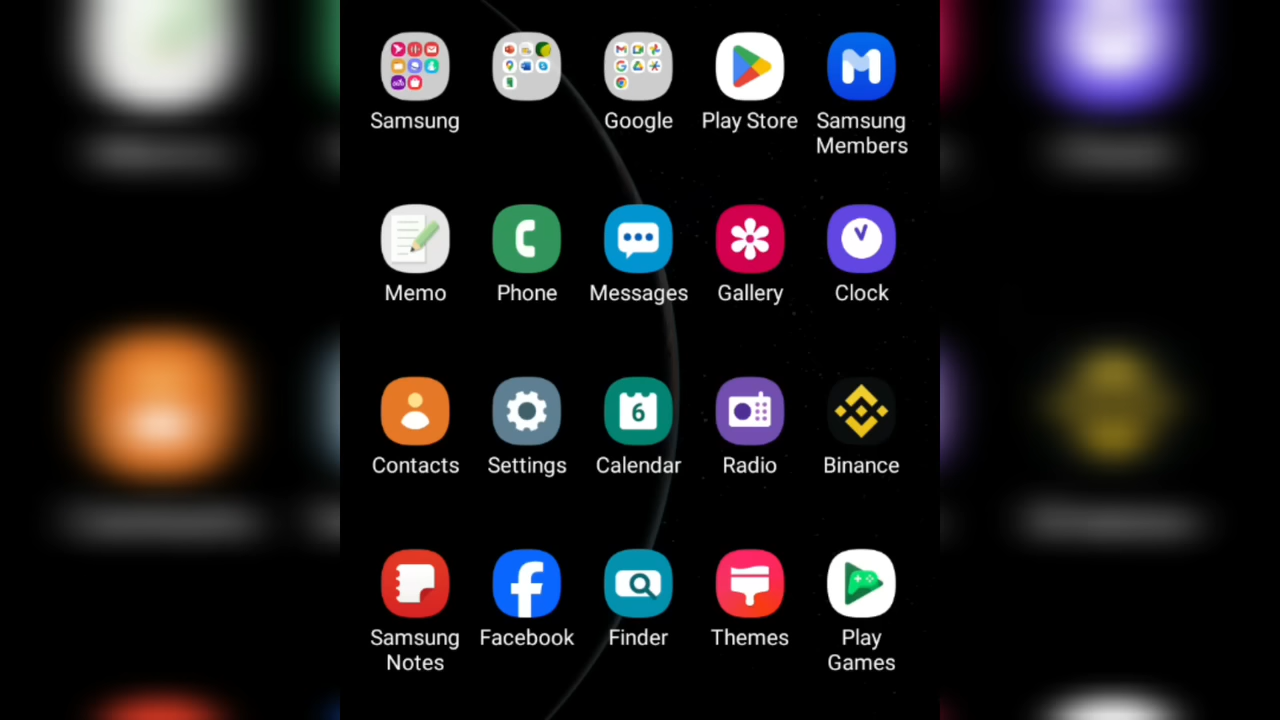 Samsung
Google
Play Store
Samsung
Members
Memo
Phone
Messages
Gallery
Clock
Contacts
Settings
6
Calendar
Radio
Binance
Samsung
Notes
Facebook
Finder
Themes
Play
Games